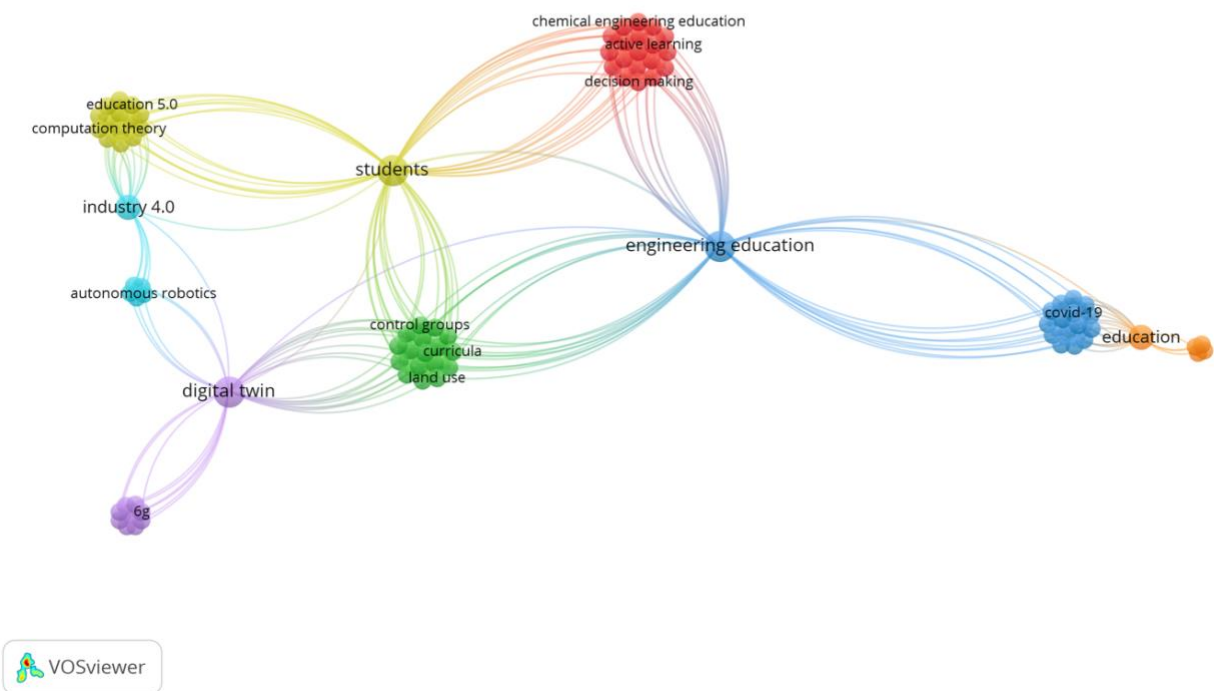 chemical engineering education
active learning
decision making
education 5.0
computation theory
students
industry 4.0
engineering education
autonomous robotics
control groups
curricula
land use
covid-19
education
digital twin
6g
VOSviewer